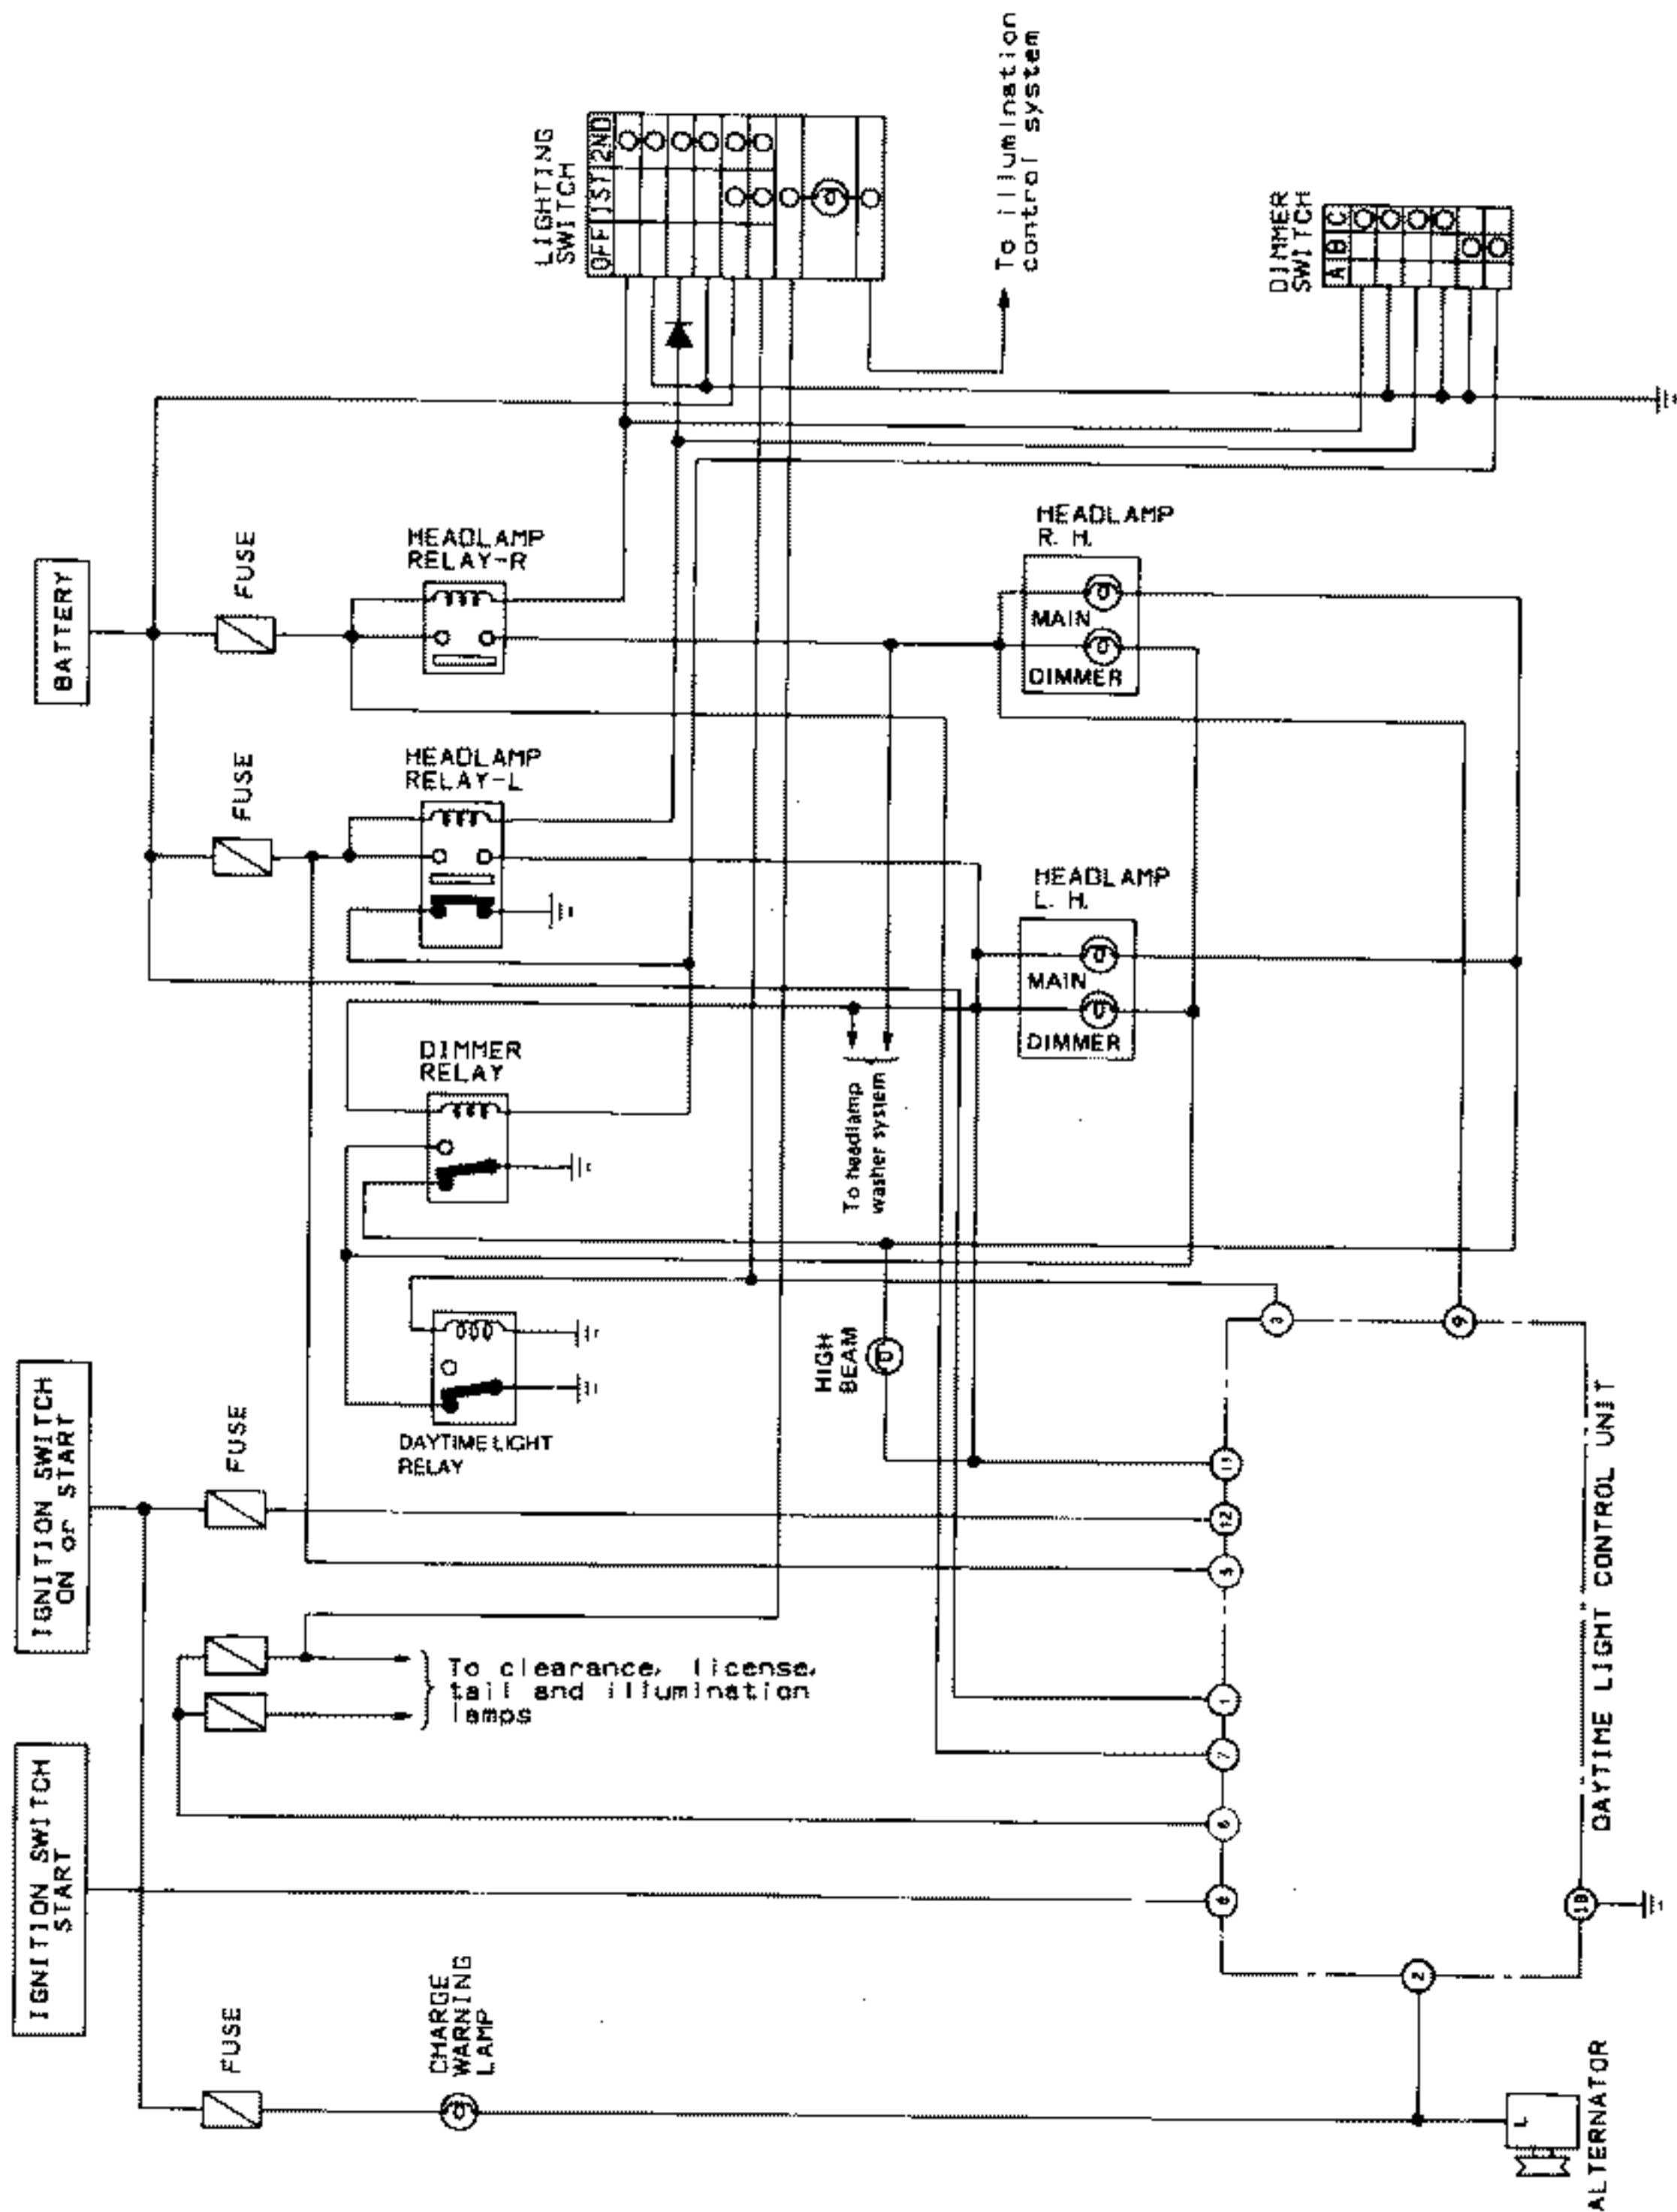 IGNITION SWITCH
START
IGNITION SWITCH
ON or START
BATTERY
FUSE
FUSE
FUSE
FUSE
CHARGE
WARNING
LAMP
To clearance, license,
tail and illumination
lamps
DAYTIME LIGHT
RELAY
DIMMER
RELAY
HEADLAMP
RELAY-L
HEADLAMP
RELAY-R
LIGHTING
SWITCH
OFF 1ST 2ND
To illumination
control system
DIMMER
SWITCH
A B C
HEADLAMP
R. H.
MAIN
DIMMER
HEADLAMP
L. H.
MAIN
DIMMER
To headlamp
washer system
HIGH
BEAM
3
9
12
5
1
7
6
2
L
ALTERNATOR
DAYTIME LIGHT CONTROL UNIT